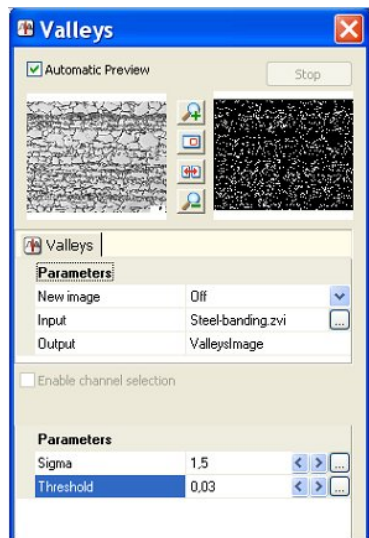 Valleys
Automatic Preview
Stop
Valleys
Parameters
New image Off
Input Steel-banding.zvi ...
Output ValleysImage
Enable channel selection
Parameters
Sigma 1,5 < > ...
Threshold 0,03 < > ...